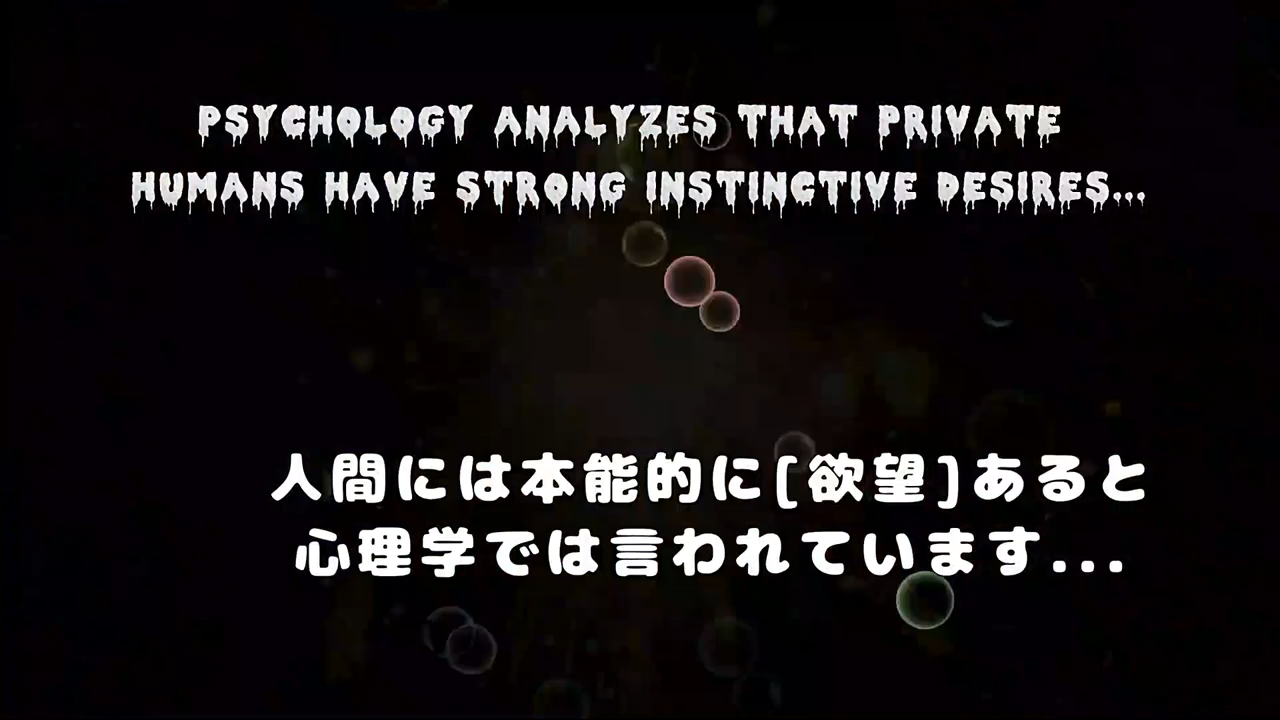 PSYCHOLOGY ANALYZES THAT PRIVATE
HUMANS HAVE STRONG INSTINCTIVE DESIRES...
人間には本能的に[欲望]あると
心理学では言われています...